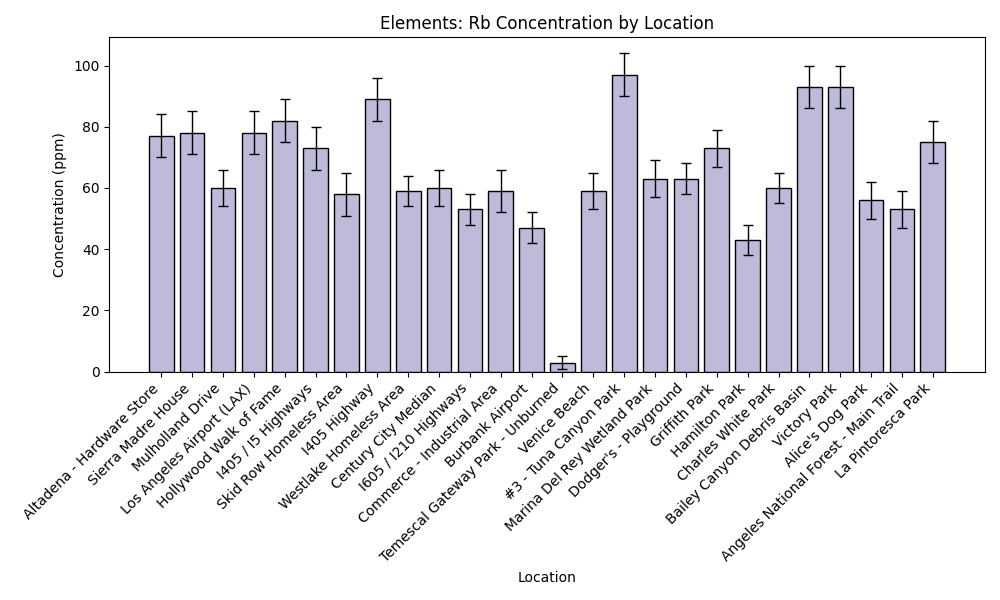 Elements: Rb Concentration by Location
Concentration (ppm)
100
80
60
40
20
0
Altadena - Hardware Store
Sierra Madre House
Mulholland Drive
Los Angeles Airport (LAX)
Hollywood Walk of Fame
I405 / I5 Highways
Skid Row Homeless Area
I405 Highway
Westlake Homeless Area
Century City Median
I605 / I210 Highways
Commerce - Industrial Area
Burbank Airport
Temescal Gateway Park - Unburned
Venice Beach
#3 - Tuna Canyon Park
Marina Del Rey Wetland Park
Dodger's - Playground
Griffith Park
Hamilton Park
Charles White Park
Bailey Canyon Debris Basin
Victory Park
Alice's Dog Park
Angeles National Forest - Main Trail
La Pintoresca Park
Location